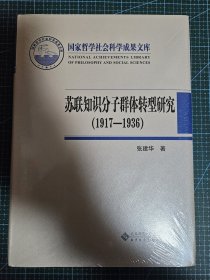 国家哲学社会科学成果文库
NATIONAL ACHIEVEMENTS LIBRARY
OF PHILOSOPHY AND SOCIAL SCIENCES
苏联知识分子群体转型研究
(1917—1936)
张建华 著